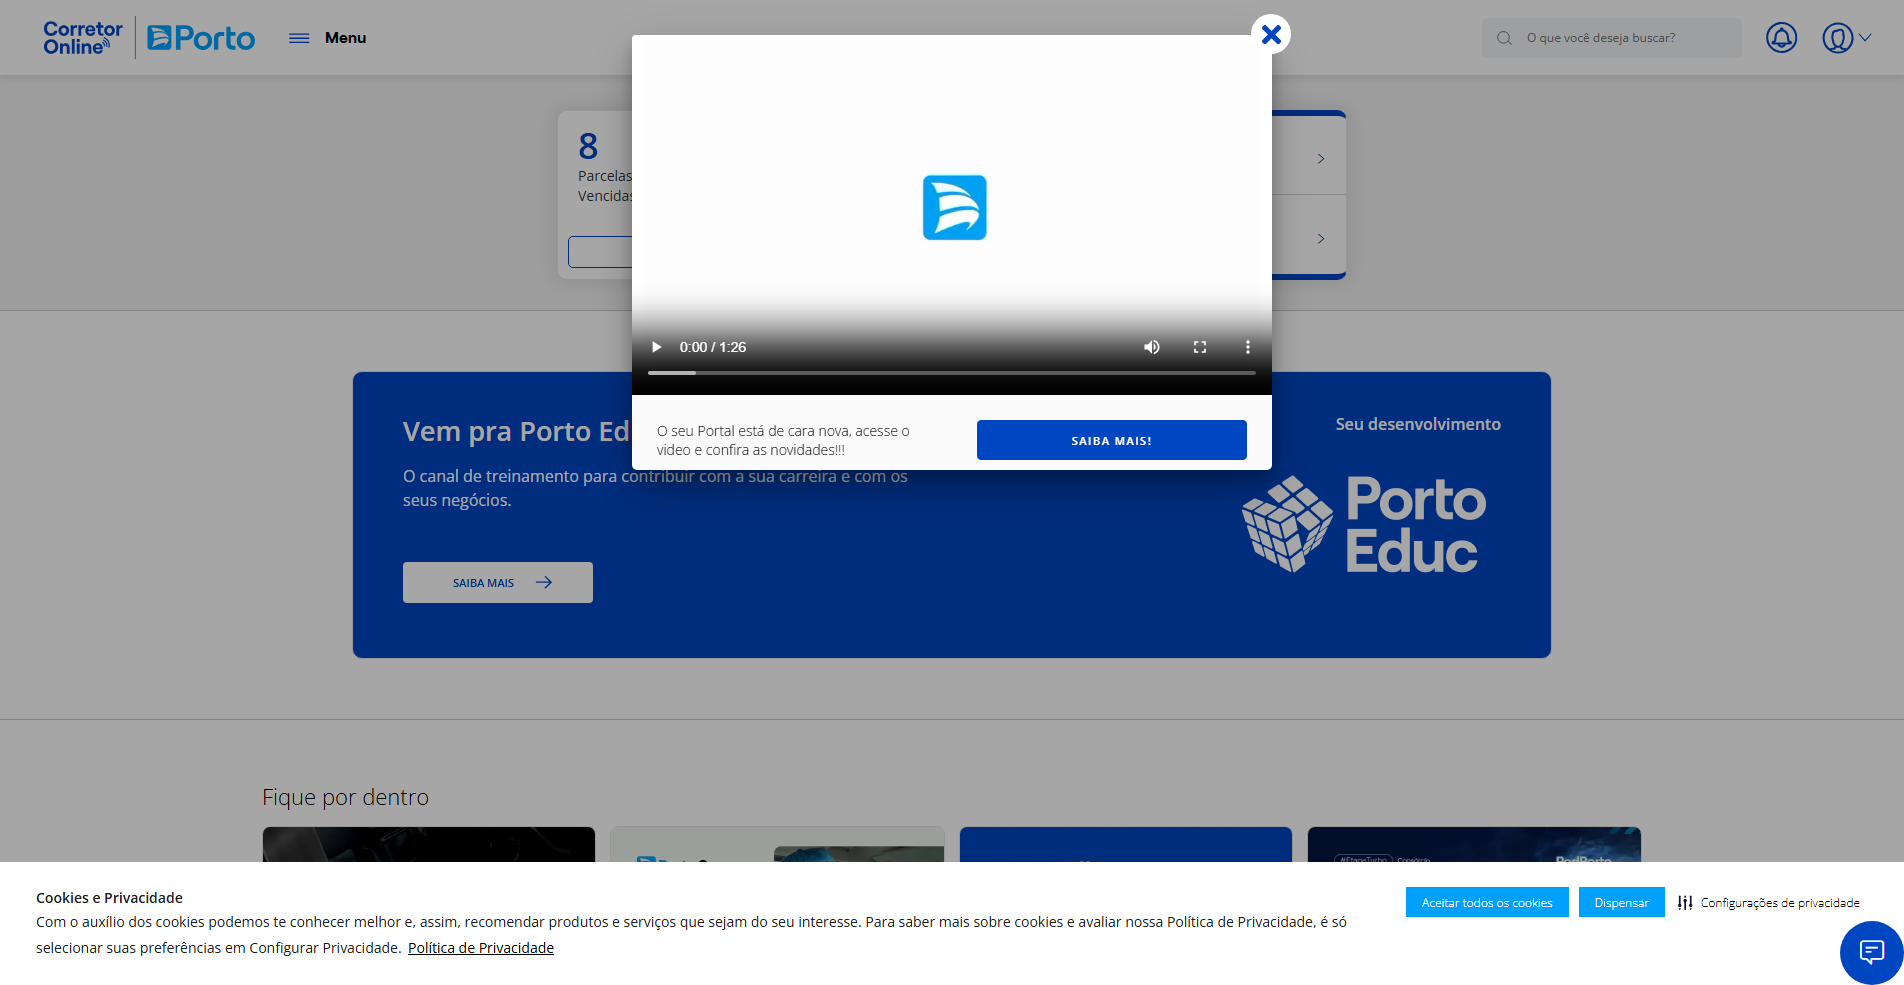 Corretor
Online
Porto
Menu
O que você deseja buscar?
8
Parcelas
Vencidas
0:00 / 1:26
O seu Portal está de cara nova, acesse o
video e confira as novidades!!!
SAIBA MAIS!
Vem pra Porto Ed
O canal de treinamento para contribuir com a sua carreira e com os
seus negócios.
SAIBA MAIS
Seu desenvolvimento
Porto
Educ
Fique por dentro
#EtapaTurbo
Consórcio
PodPorto
Cookies e Privacidade
Com o auxílio dos cookies podemos te conhecer melhor e, assim, recomendar produtos e serviços que sejam do seu interesse. Para saber mais sobre cookies e avaliar nossa Política de Privacidade, é só
selecionar suas preferências em Configurar Privacidade. Política de Privacidade
Aceitar todos os cookies
Dispensar
Configurações de privacidade